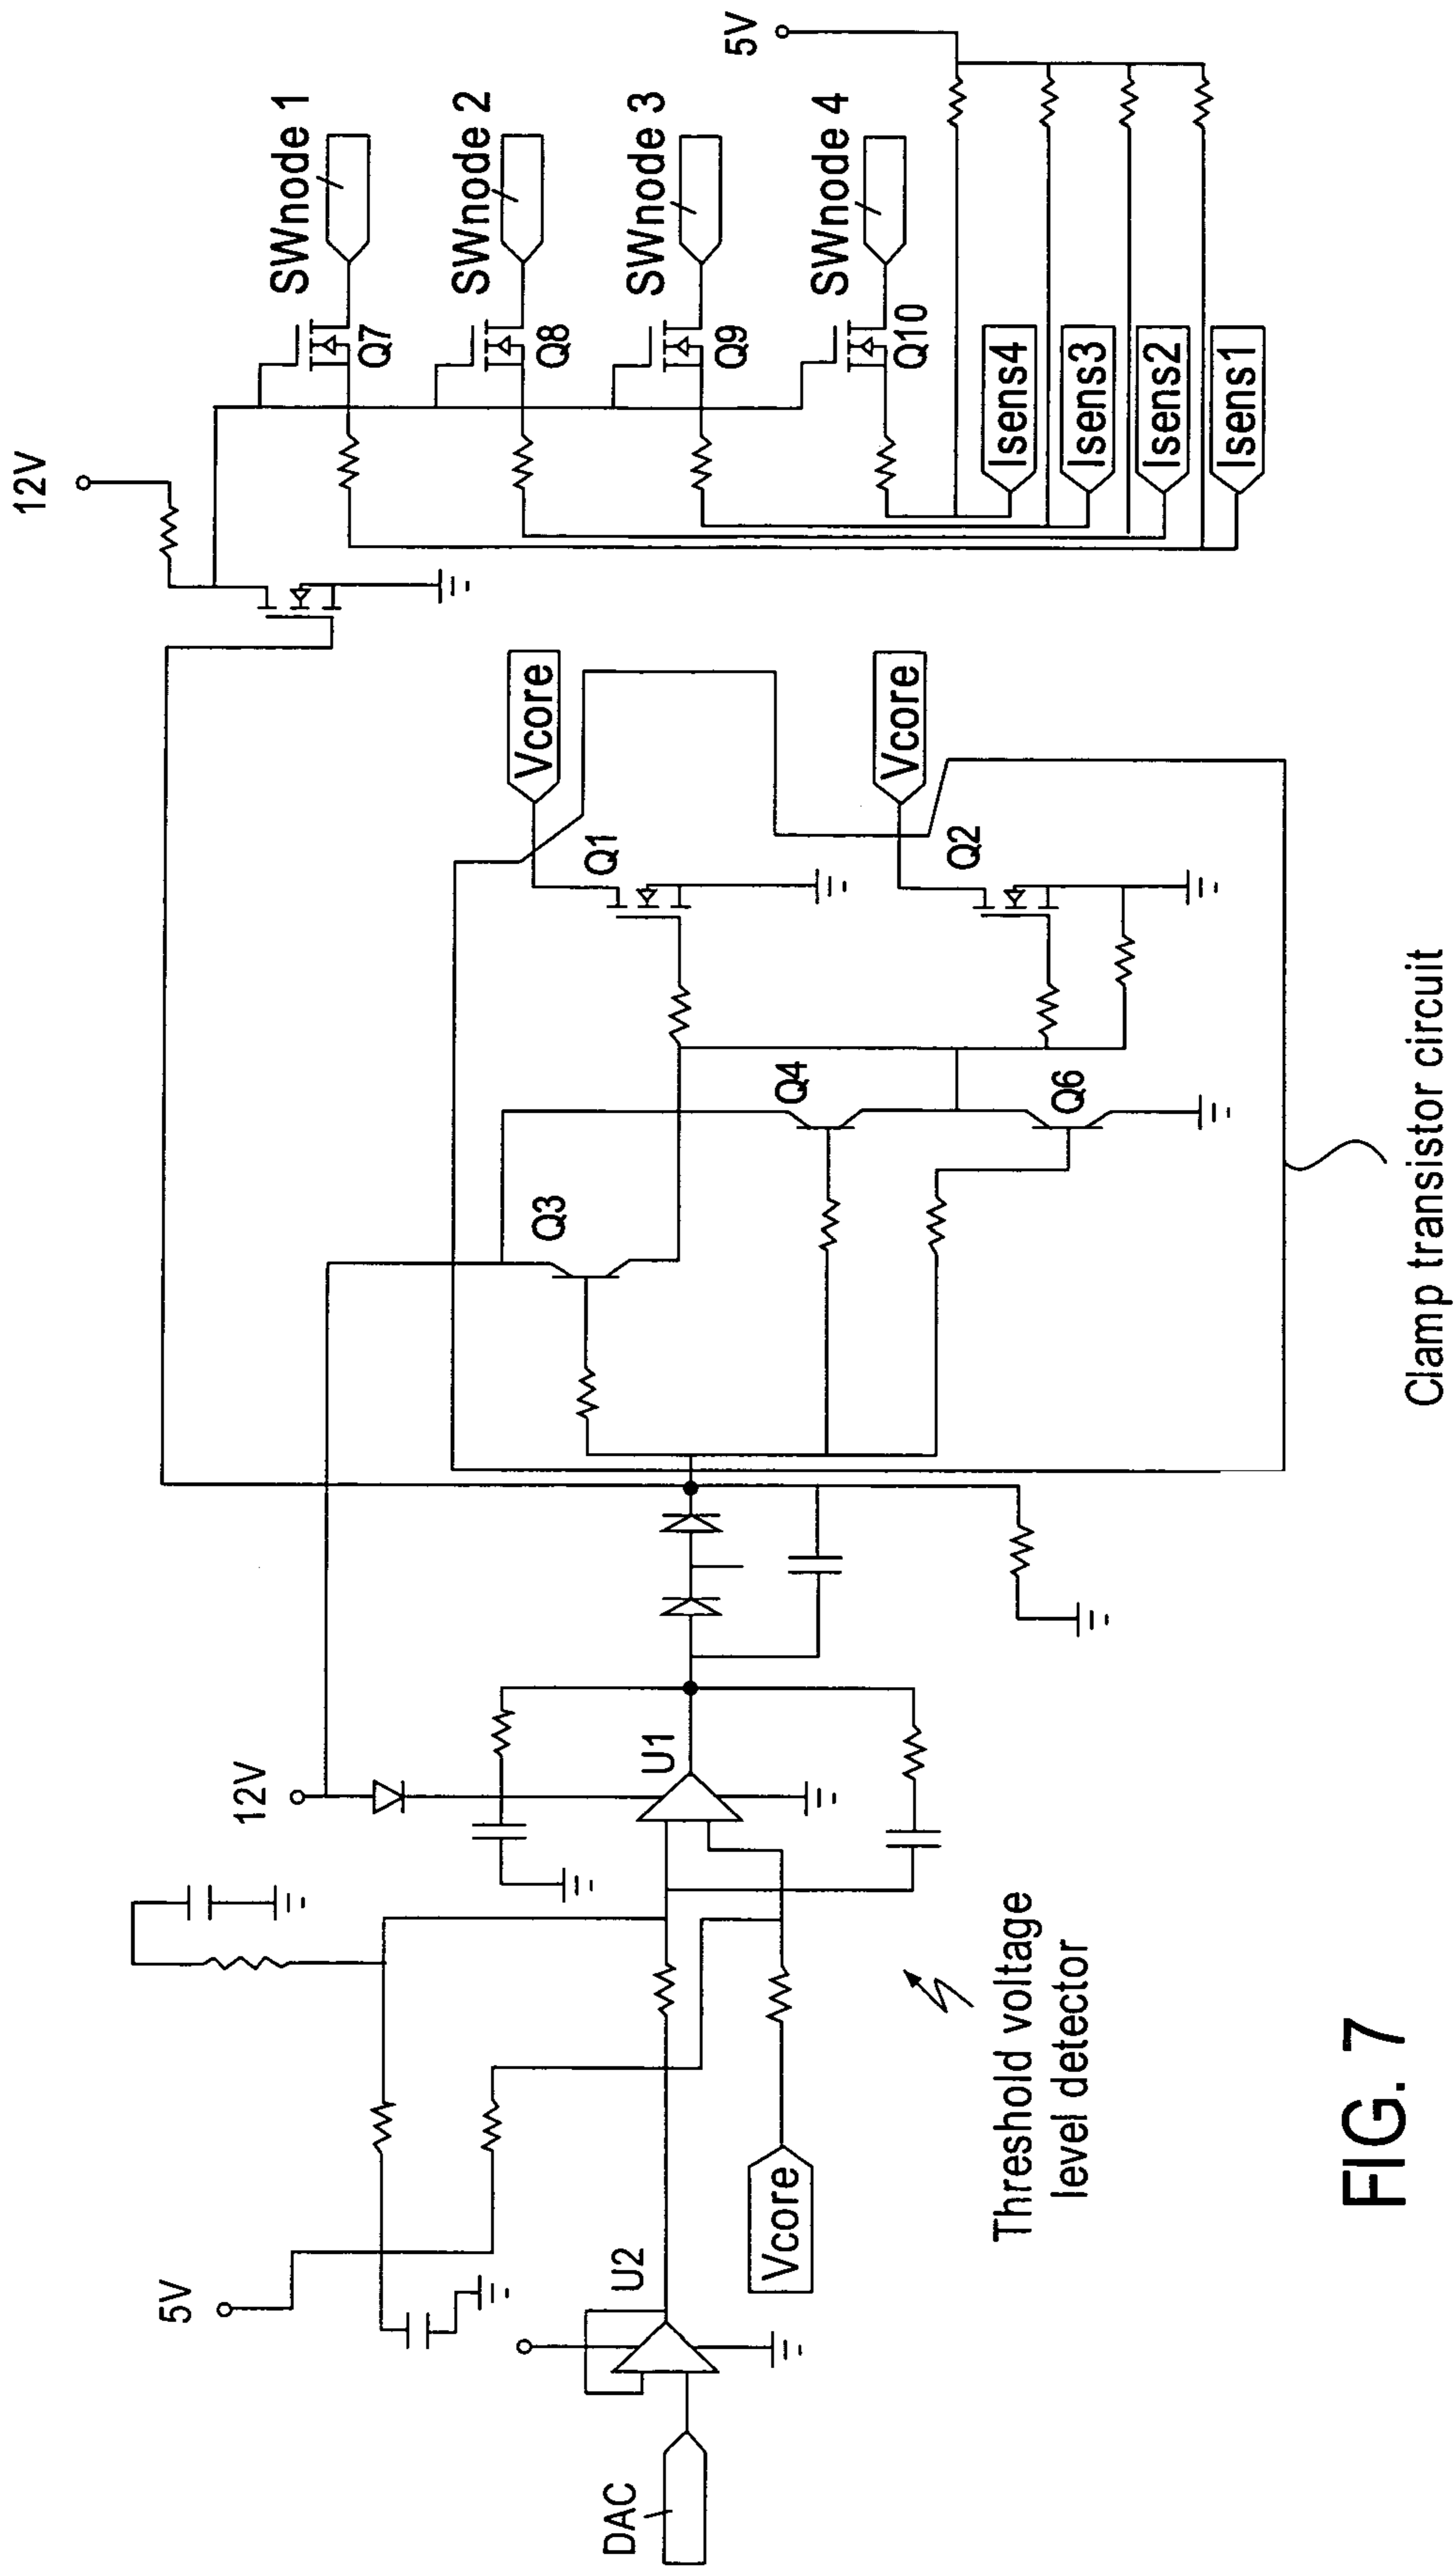 12V
SWnode 1
Q7
SWnode 2
Q8
SWnode 3
Q9
SWnode 4
Q10
5V
Isens4
Isens3
Isens2
Isens1
Vcore
Q1
Vcore
Q2
Q3
Q4
Q6
Clamp transistor circuit
12V
U1
5V
U2
DAC
Vcore
Threshold voltage
level detector
FIG. 7